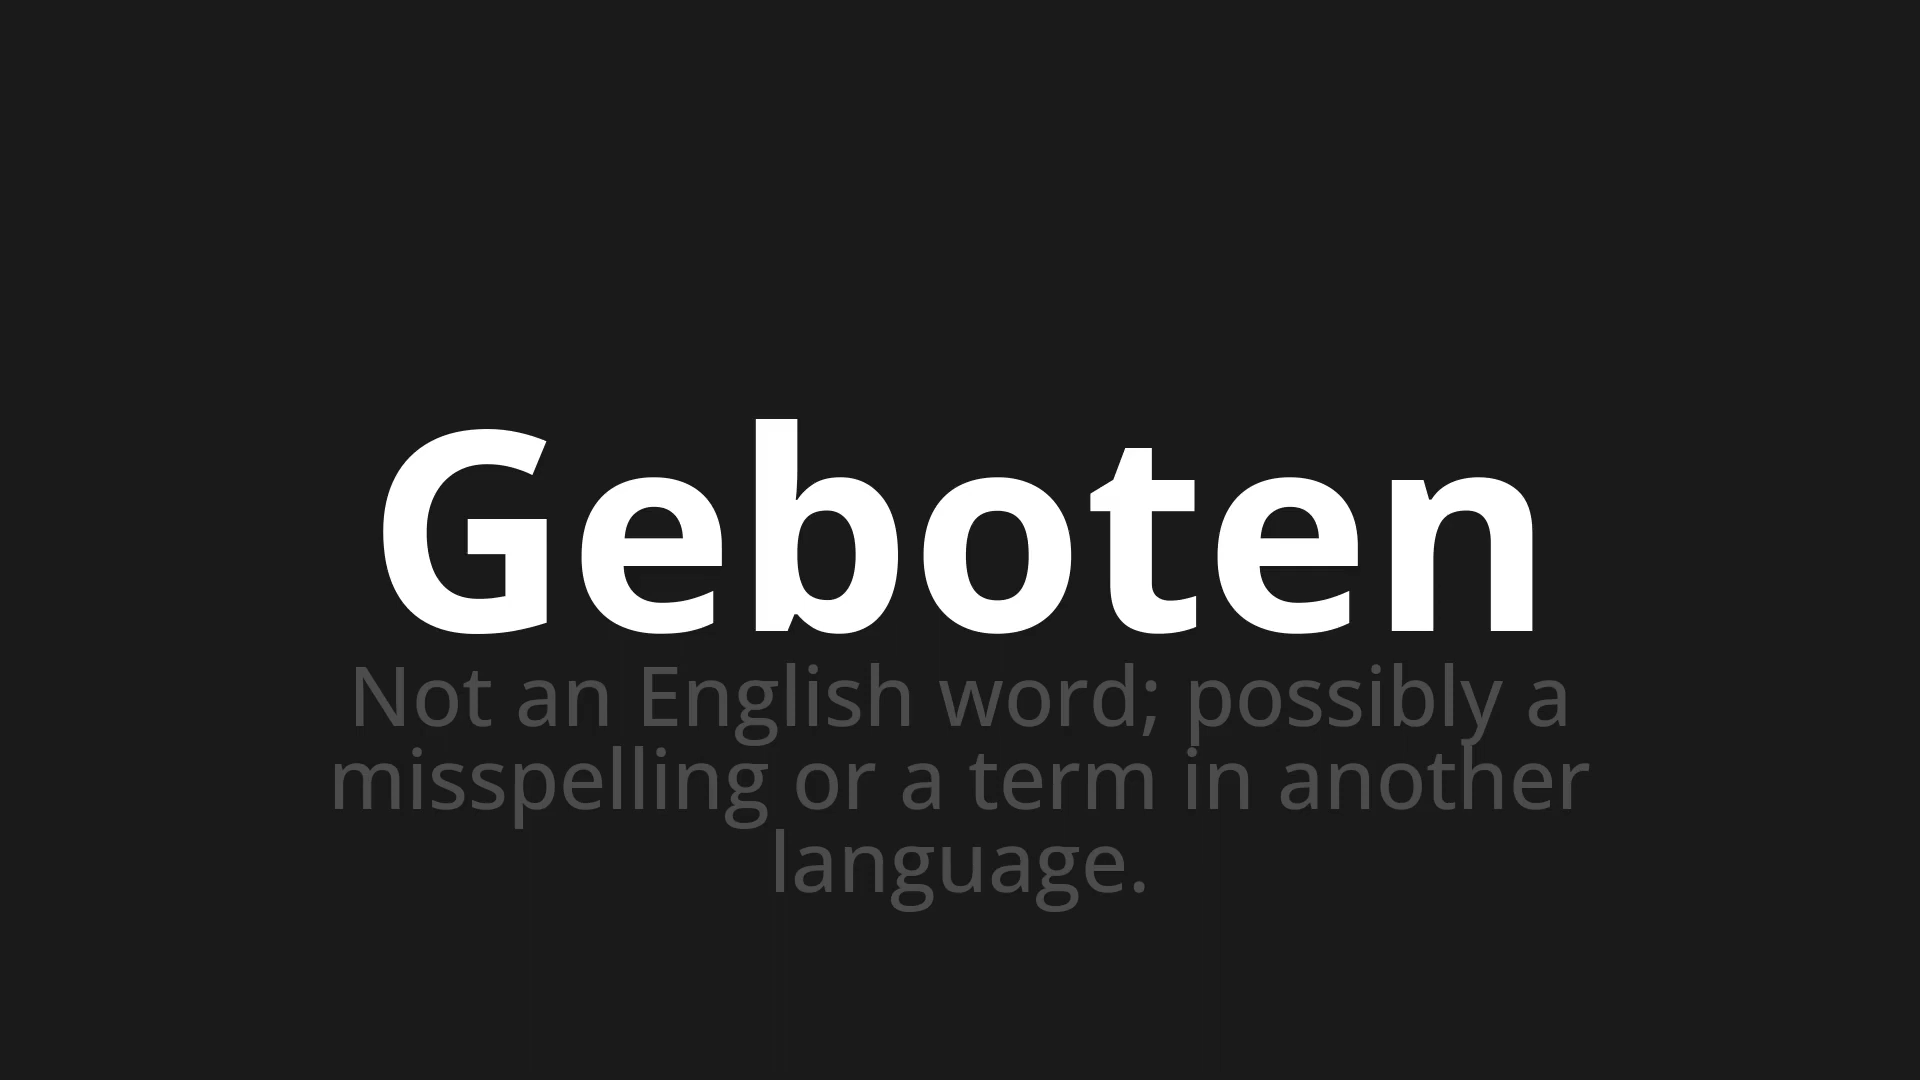 Geboten
Not an English word; possibly a
misspelling or a term in another
language.